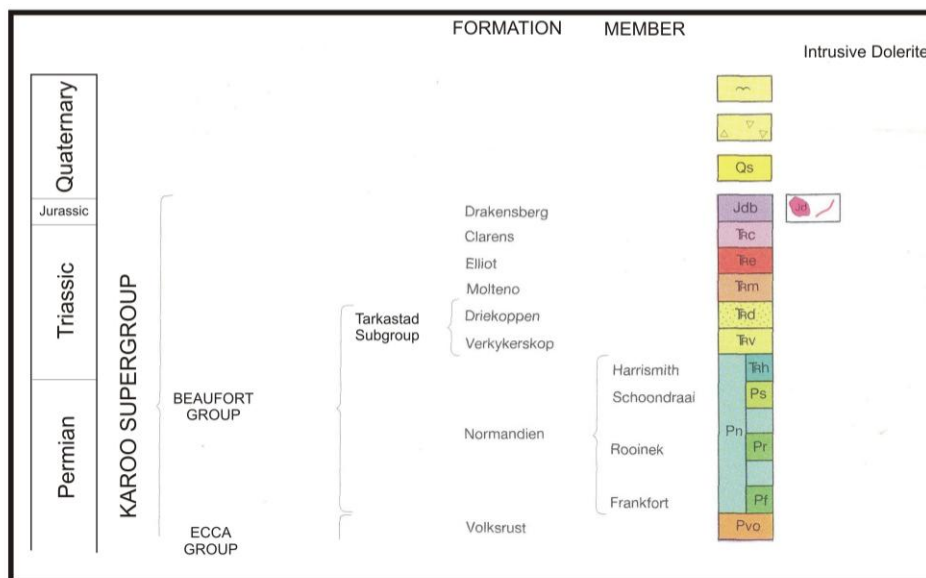 FORMATION MEMBER
Intrusive Dolerite
Quaternary
Qs
Jurassic
Drakensberg
Jdb
Jd
Triassic
Clarens
TRc
Elliot
TRe
Molteno
TRm
Tarkastad
Subgroup
Driekoppen
TRd
Verkykerskop
TRv
KAROO SUPERGROUP
BEAUFORT
GROUP
Permian
Normandien
Pn
Harrismith
TRh
Schoondraai
Ps
Rooinek
Pr
Frankfort
Pf
ECCA
GROUP
Volksrust
Pvo